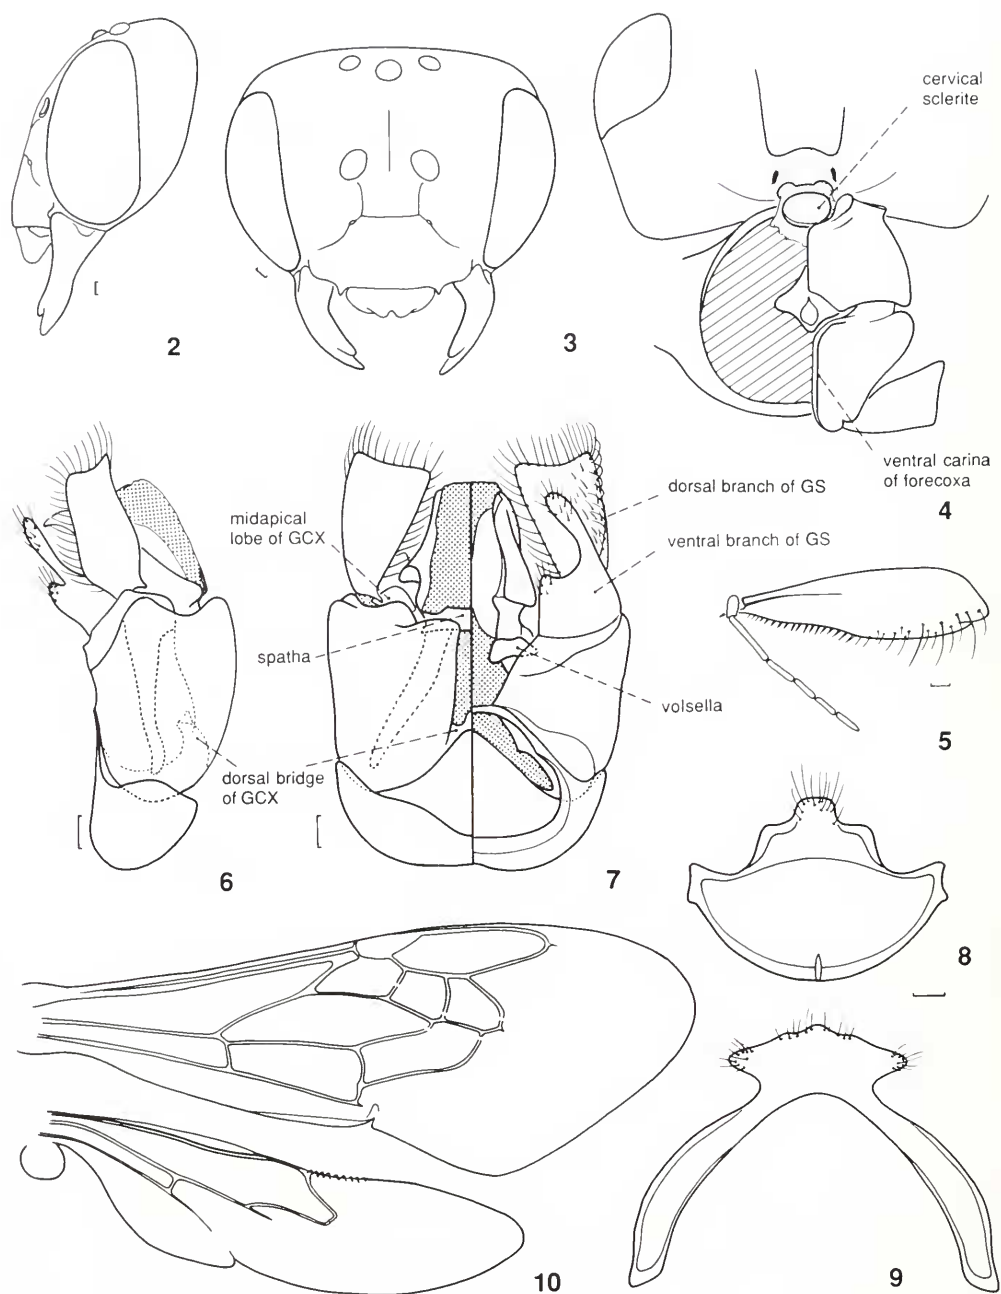 cervical
sclerite
2
3
ventral carina
of forecoxa
4
midapical
lobe of GCX
dorsal branch of GS
ventral branch of GS
spatha
volsella
5
dorsal bridge
of GCX
6
7
8
9
10